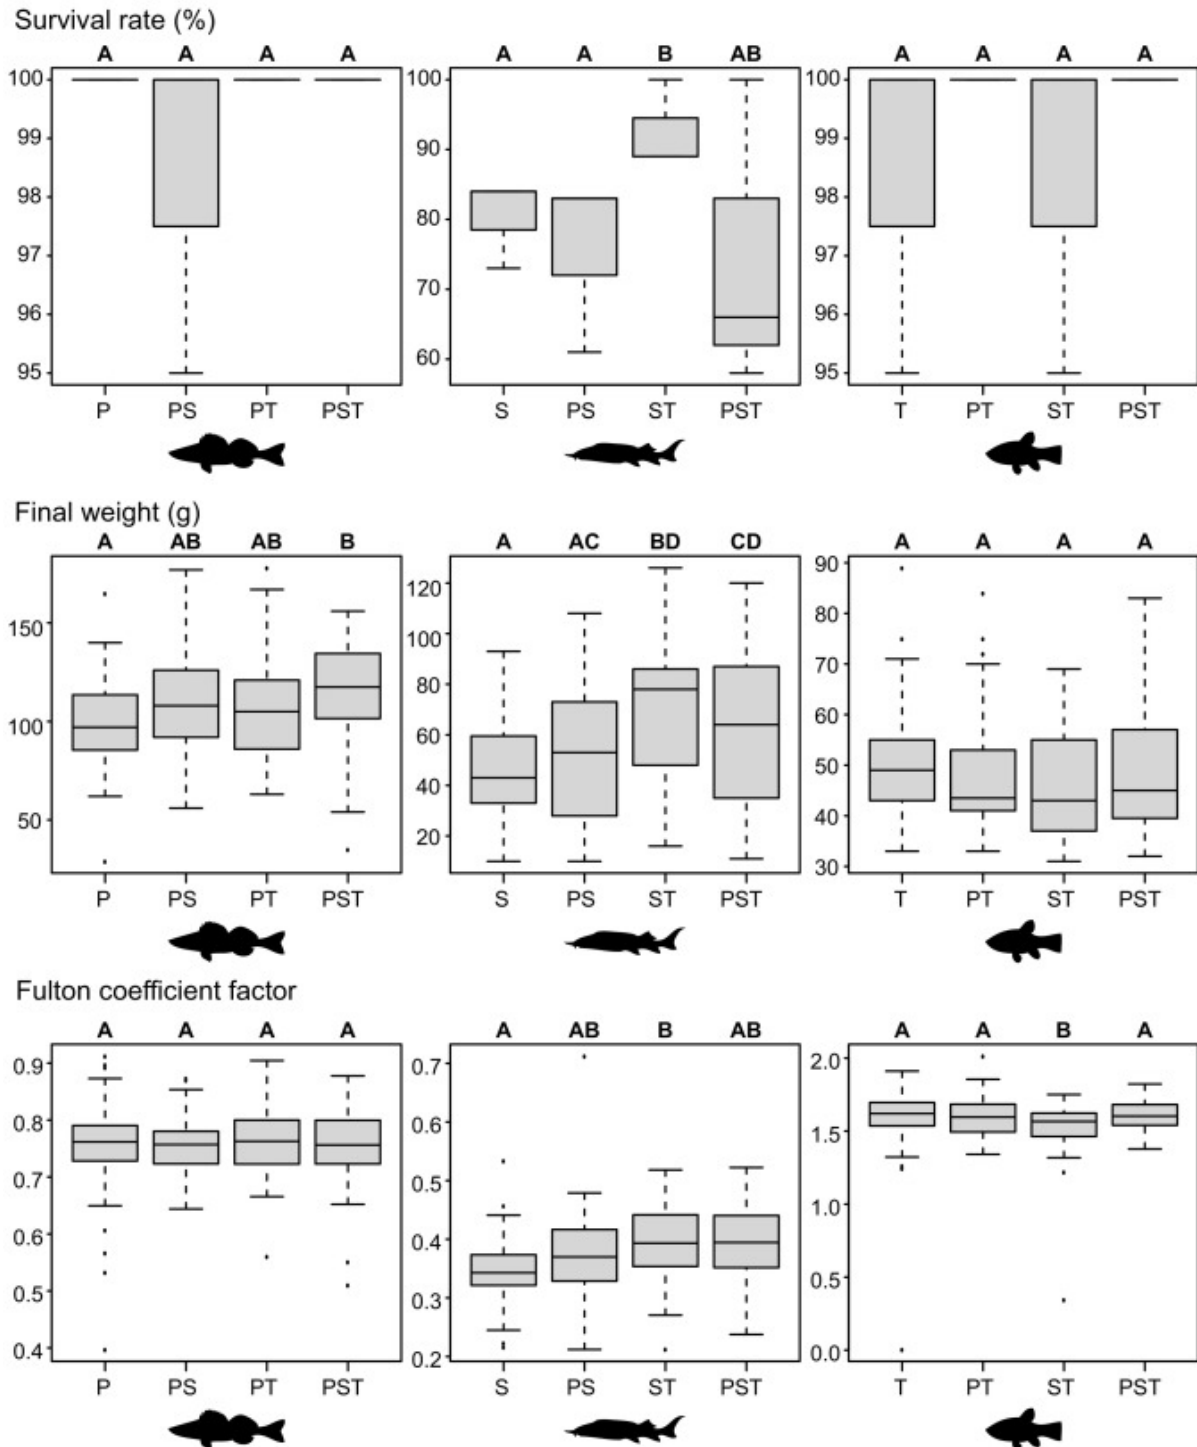 Survival rate (%)
A A A A A A B AB A A A A
100 100 100
99 90 99
98 80 98
97 97
96 70 96
95 60 95
P PS PT PST S PS ST PST T PT ST PST
Final weight (g)
A AB AB B A AC BD CD A A A A
150 120 90
100 100 80
50 80 70
60 60
40 50
20 40
30
P PS PT PST S PS ST PST T PT ST PST
Fulton coefficient factor
A A A A A AB B AB A A B A
0.9 0.7 2.0
0.8 0.6 1.5
0.7 0.5 1.0
0.6 0.4 0.5
0.5 0.3 0.0
0.4 0.2
P PS PT PST S PS ST PST T PT ST PST